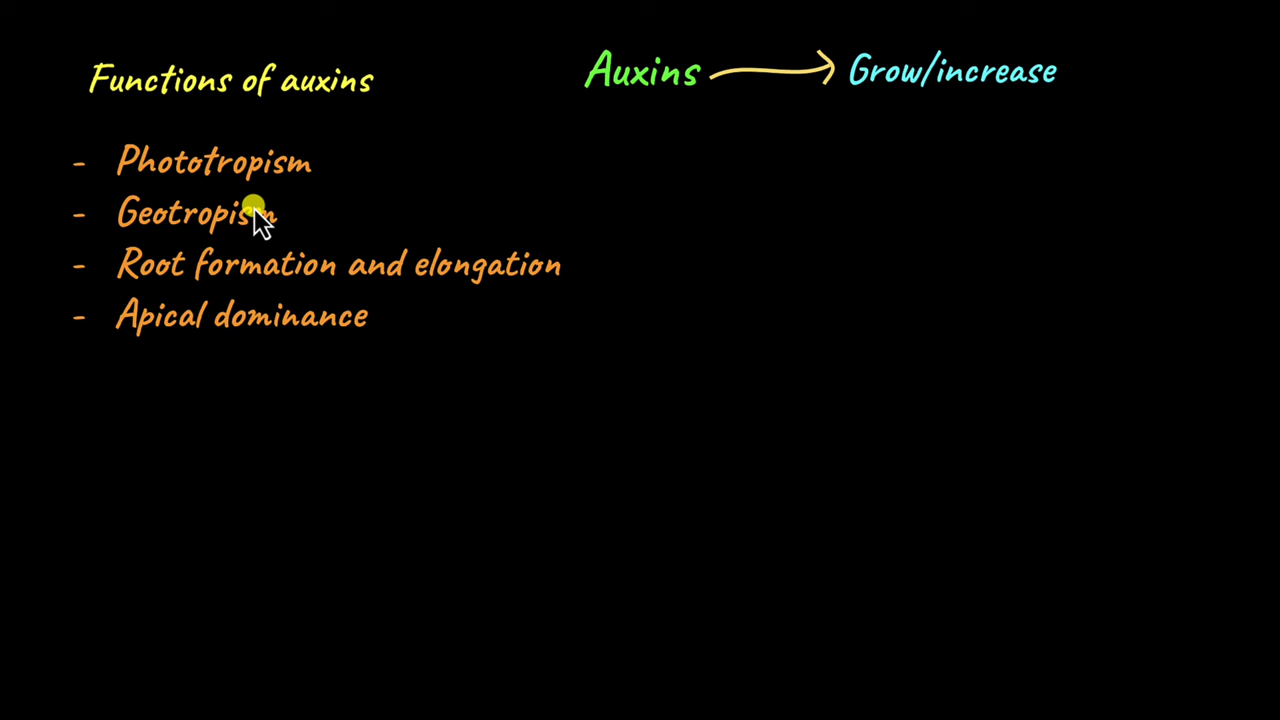 Functions of auxins
Auxins → Grow/increase
- Phototropism
- Geotropism
- Root formation and elongation
- Apical dominance